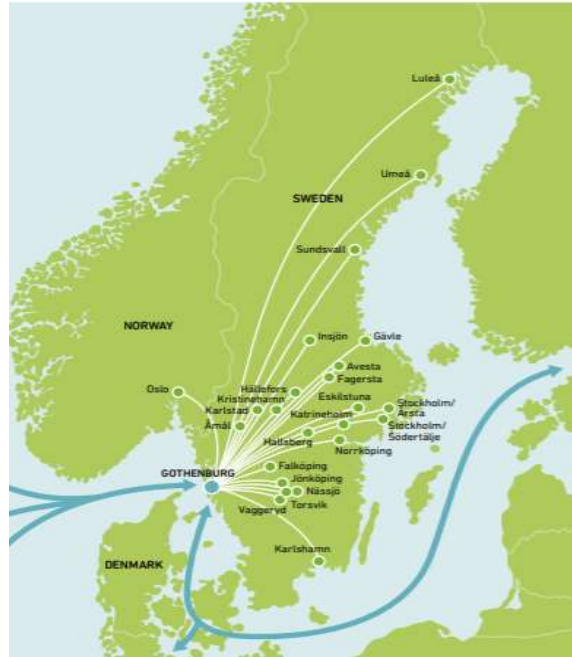 Luleå
Umeå
SWEDEN
Sundsvall
NORWAY
Insjön
Gävle
Avesta
Fagersta
Oslo
Hällefors
Kristinehamn
Karlstad
Åmål
Eskilstuna
Katrineholm
Stockholm/
Årsta
Stockholm/
Södertälje
Hallsberg
Norrköping
GOTHENBURG
Falköping
Jönköping
Nässjö
Torsvik
Vaggeryd
Karlshamn
DENMARK